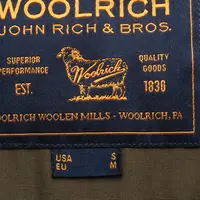 WOOLRICH
JOHN RICH & BROS.
SUPERIOR
PERFORMANCE
QUALITY
GOODS
Woolrich
EST.
1830
WOOLRICH WOOLEN MILLS - WOOLRICH, PA
USA S
EU M